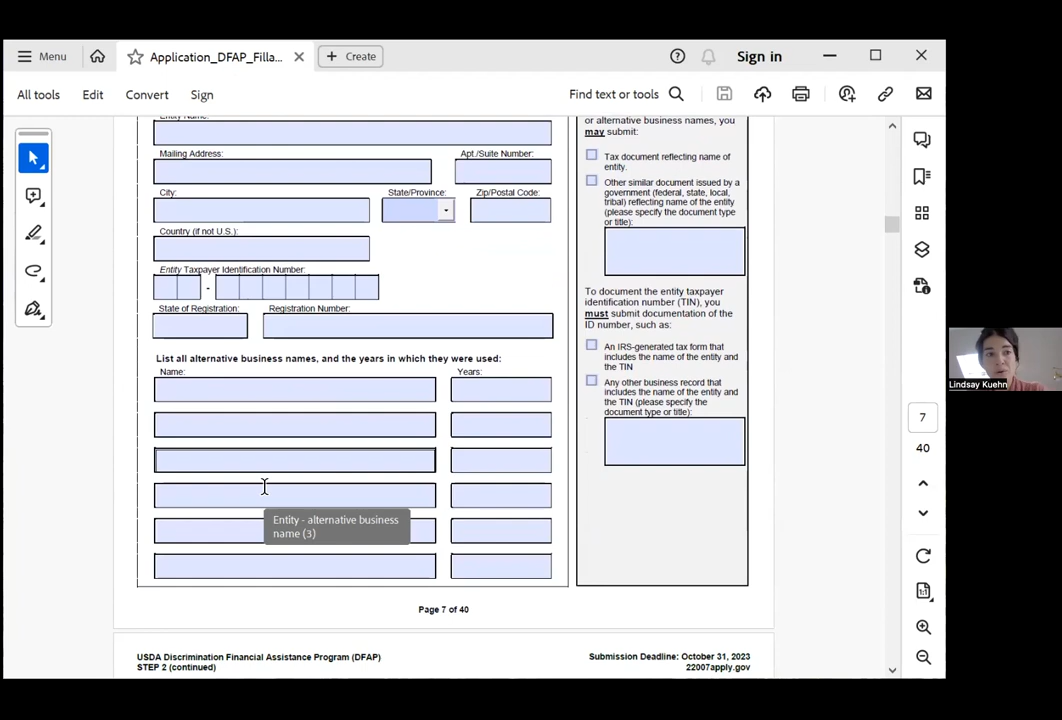 Menu
Application_DFAP_Filla...
Create
Sign in
All tools
Edit
Convert
Sign
Find text or tools
Entity Name:
Mailing Address:
Apt./Suite Number:
City:
State/Province:
Zip/Postal Code:
Country (if not U.S.):
Entity Taxpayer Identification Number:
-
State of Registration:
Registration Number:
List all alternative business names, and the years in which they were used:
Name:
Years:
Entity - alternative business
name (3)
or alternative business names, you
may submit:
Tax document reflecting name of
entity.
Other similar document issued by a
government (federal, state, local,
tribal) reflecting name of the entity
(please specify the document type
or title):
To document the entity taxpayer
identification number (TIN), you
must submit documentation of the
ID number, such as:
An IRS-generated tax form that
includes the name of the entity and
the TIN
Any other business record that
includes the name of the entity and
the TIN (please specify the
document type or title):
Page 7 of 40
USDA Discrimination Financial Assistance Program (DFAP)
STEP 2 (continued)
Submission Deadline: October 31, 2023
22007apply.gov
7
40
1:1
Lindsay Kuehn